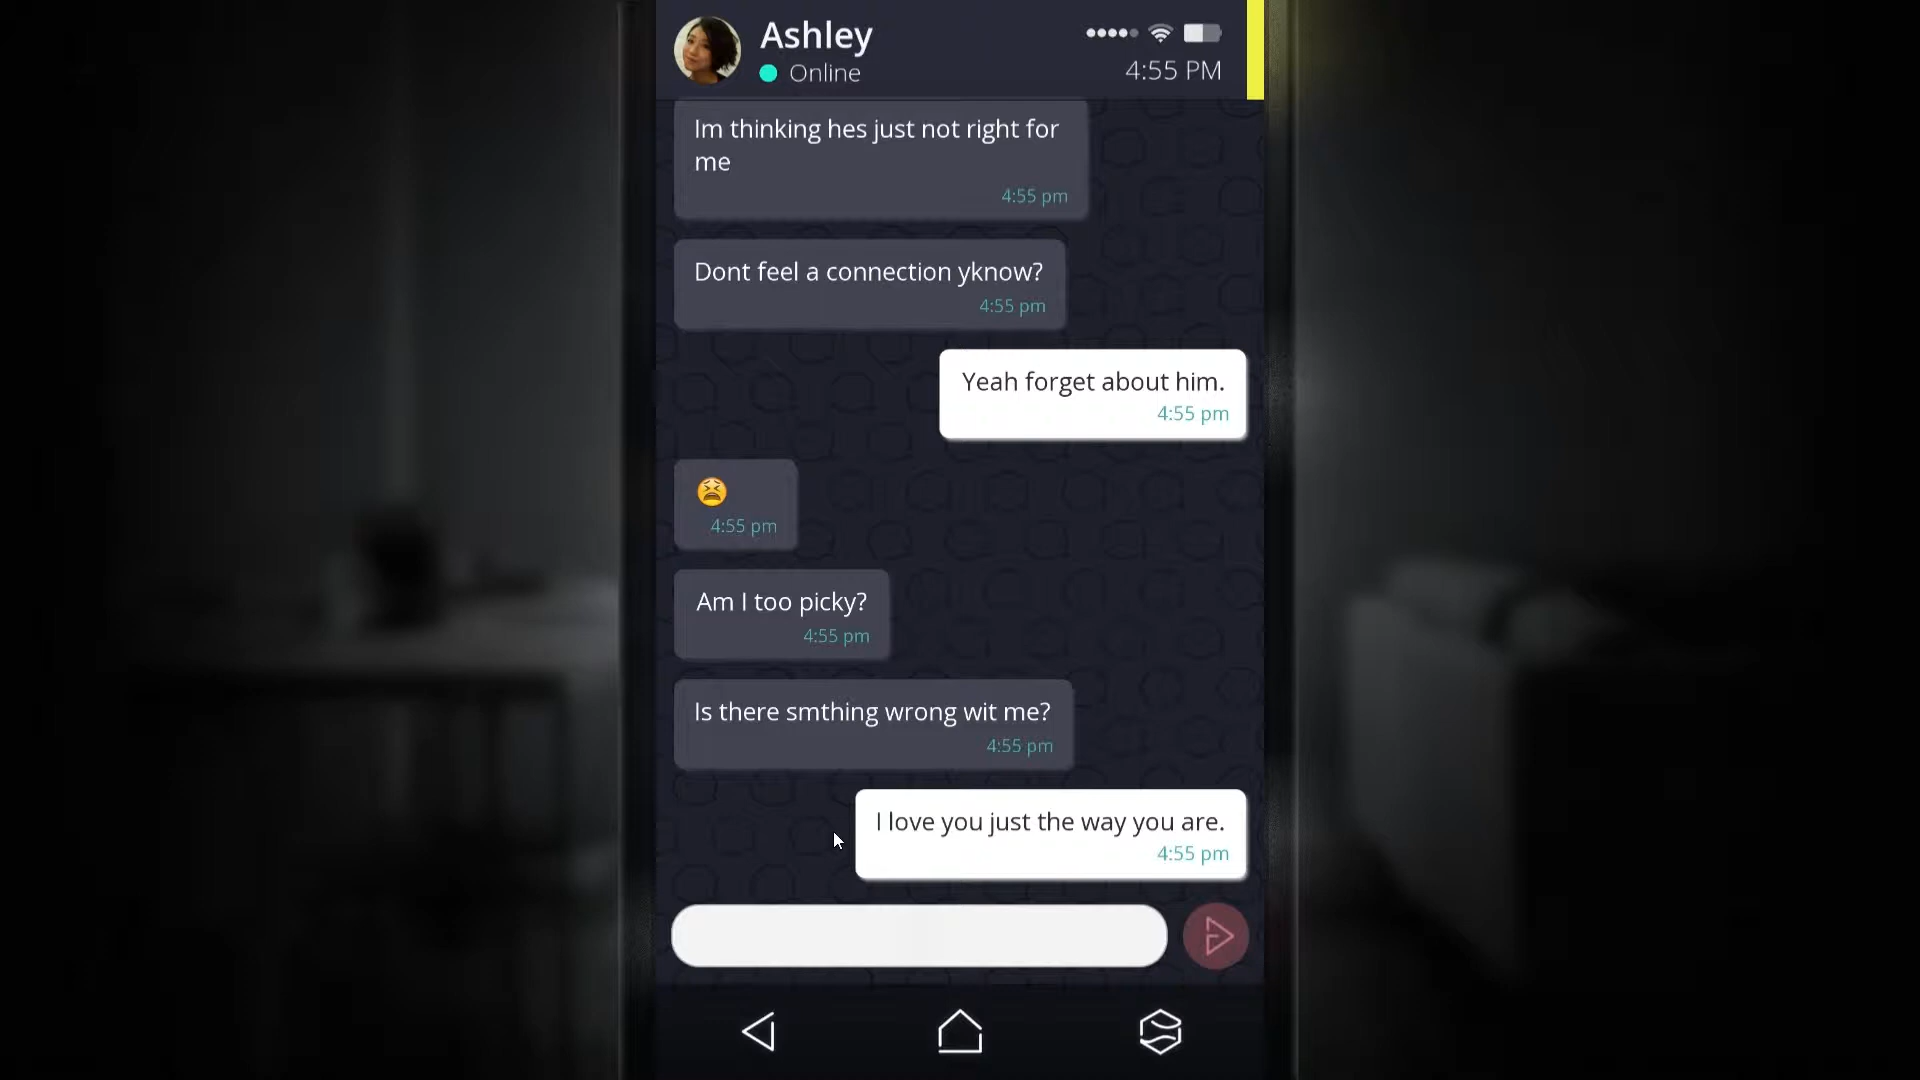 Ashley
Online
4:55 PM
Im thinking hes just not right for
me
4:55 pm
Dont feel a connection yknow?
4:55 pm
Yeah forget about him.
4:55 pm
😫
4:55 pm
Am I too picky?
4:55 pm
Is there smthing wrong wit me?
4:55 pm
I love you just the way you are.
4:55 pm